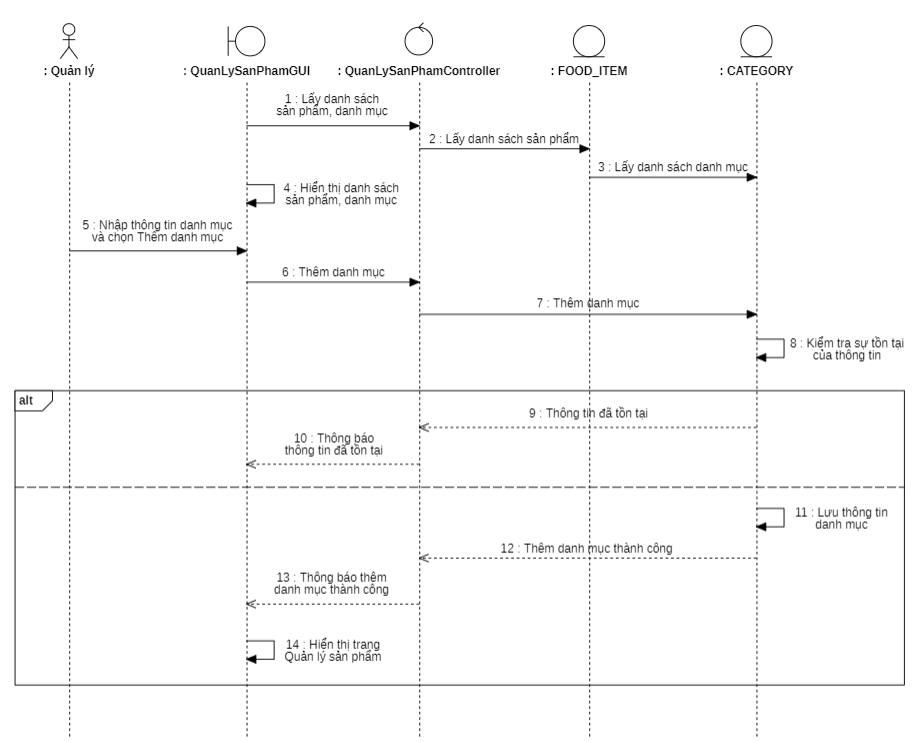 : Quản lý
: QuanLySanPhamGUI
: QuanLySanPhamController
: FOOD_ITEM
: CATEGORY
1 : Lấy danh sách
sản phẩm, danh mục
2 : Lấy danh sách sản phẩm
3 : Lấy danh sách danh mục
4 : Hiển thị danh sách
sản phẩm, danh mục
5 : Nhập thông tin danh mục
và chọn Thêm danh mục
6 : Thêm danh mục
7 : Thêm danh mục
8 : Kiểm tra sự tồn tại
của thông tin
alt
9 : Thông tin đã tồn tại
10 : Thông báo
thông tin đã tồn tại
11 : Lưu thông tin
danh mục
12 : Thêm danh mục thành công
13 : Thông báo thêm
danh mục thành công
14 : Hiển thị trang
Quản lý sản phẩm